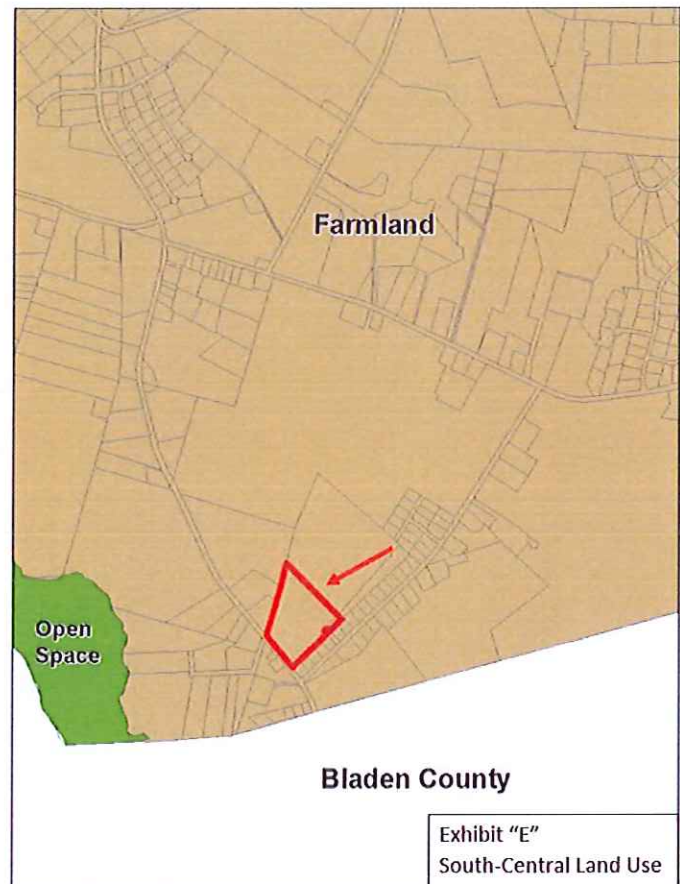 Farmland
Open
Space
Bladen County
Exhibit "E"
South-Central Land Use